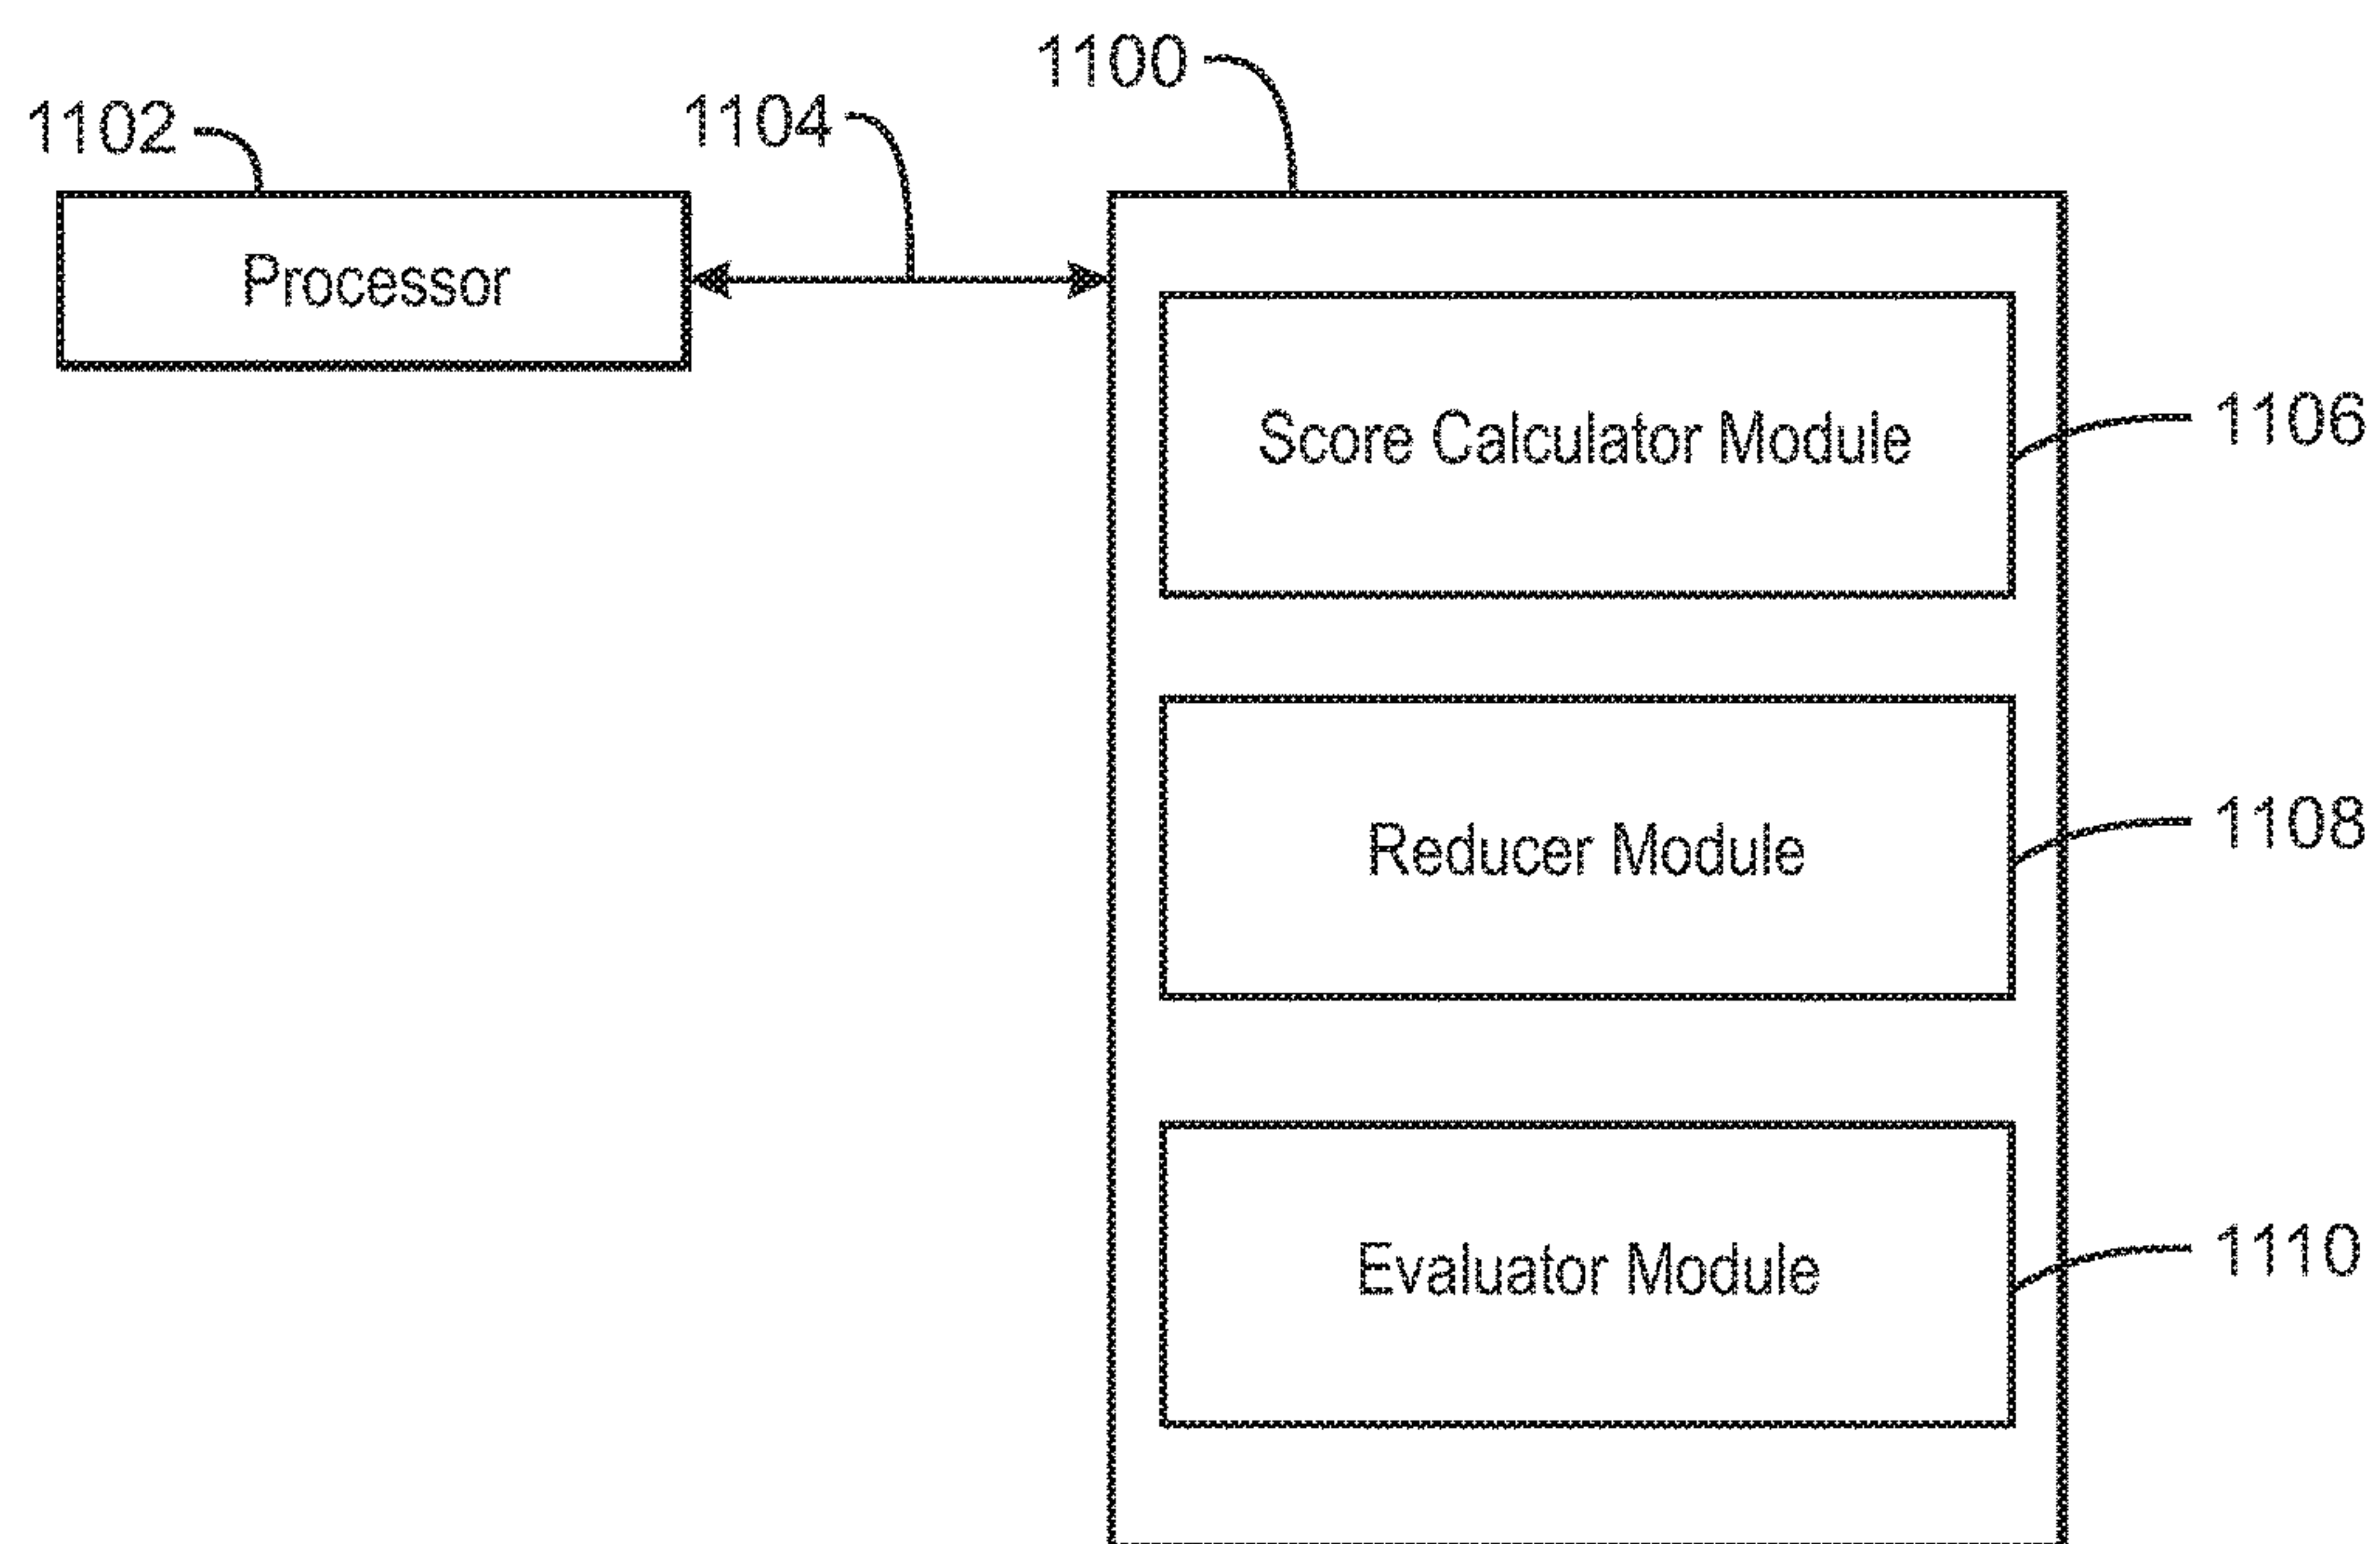 1100
1102
1104
Processor
Score Calculator Module
1106
Reducer Module
1108
Evaluator Module
1110